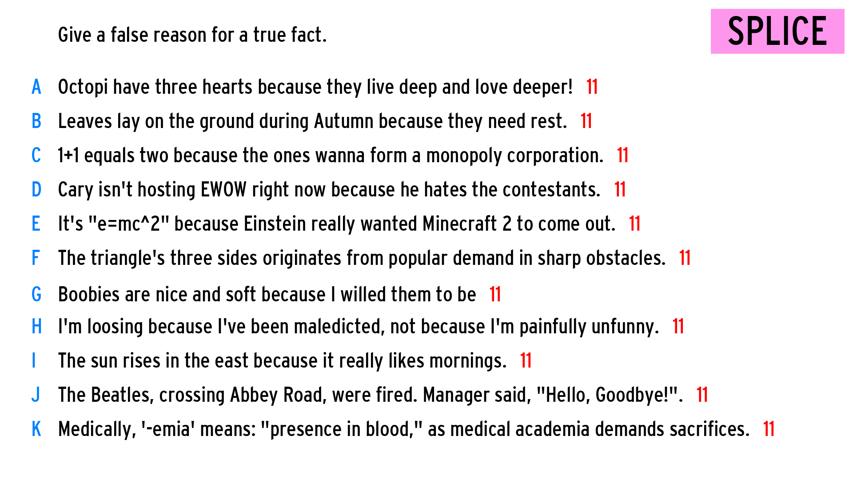 Give a false reason for a true fact.
SPLICE
A Octopi have three hearts because they live deep and love deeper! 11
B Leaves lay on the ground during Autumn because they need rest. 11
C 1+1 equals two because the ones wanna form a monopoly corporation. 11
D Cary isn't hosting EWOW right now because he hates the contestants. 11
E It's "e=mc^2" because Einstein really wanted Minecraft 2 to come out. 11
F The triangle's three sides originates from popular demand in sharp obstacles. 11
G Boobies are nice and soft because I willed them to be 11
H I'm loosing because I've been maledicted, not because I'm painfully unfunny. 11
I The sun rises in the east because it really likes mornings. 11
J The Beatles, crossing Abbey Road, were fired. Manager said, "Hello, Goodbye!". 11
K Medically, '-emia' means: "presence in blood," as medical academia demands sacrifices. 11